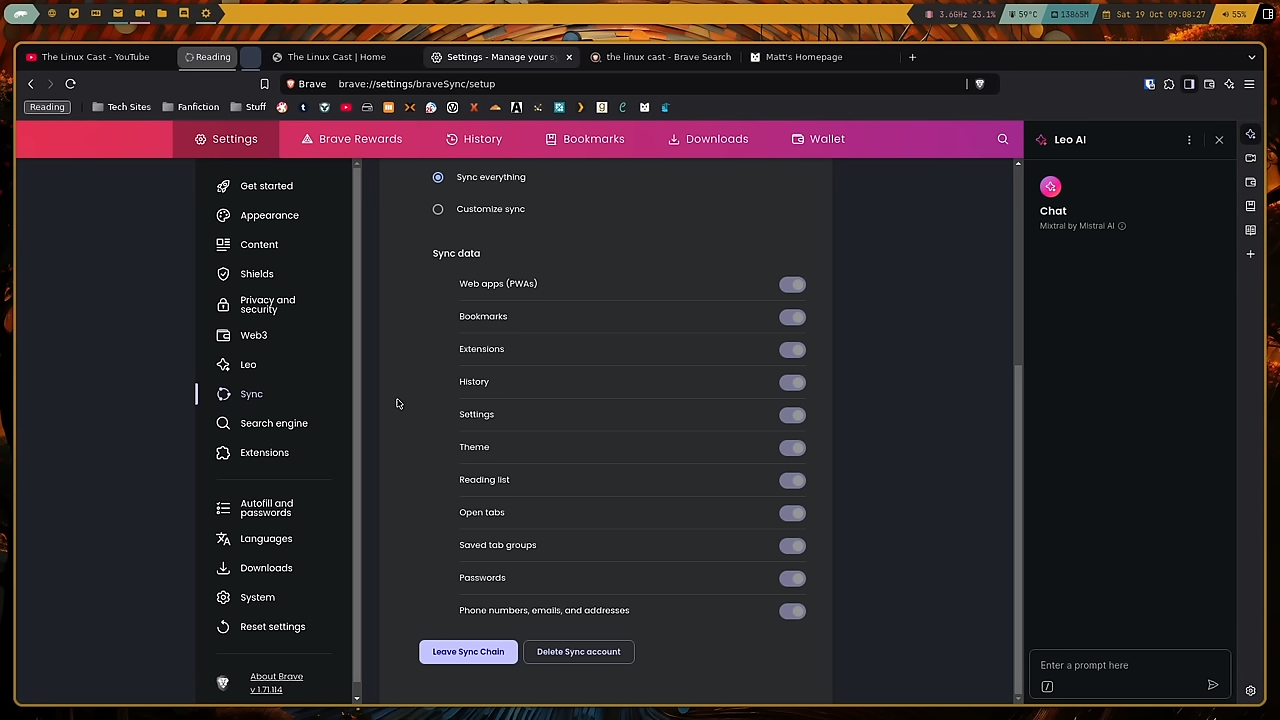 3.6GHz 23.1%
59°C
13865M
Sat 19 Oct 09:08:27
55%
The Linux Cast - YouTube
Reading
The Linux Cast | Home
Settings - Manage your s
the linux cast - Brave Search
Matt's Homepage
Brave
brave://settings/braveSync/setup
Reading
Tech Sites
Fanfiction
Stuff
Settings
Brave Rewards
History
Bookmarks
Downloads
Wallet
Leo AI
Get started
Appearance
Content
Shields
Privacy and
security
Web3
Leo
Sync
Search engine
Extensions
Autofill and
passwords
Languages
Downloads
System
Reset settings
About Brave
v 1.71.114
Sync everything
Customize sync
Sync data
Web apps (PWAs)
Bookmarks
Extensions
History
Settings
Theme
Reading list
Open tabs
Saved tab groups
Passwords
Phone numbers, emails, and addresses
Leave Sync Chain
Delete Sync account
Chat
Mixtral by Mistral AI
Enter a prompt here